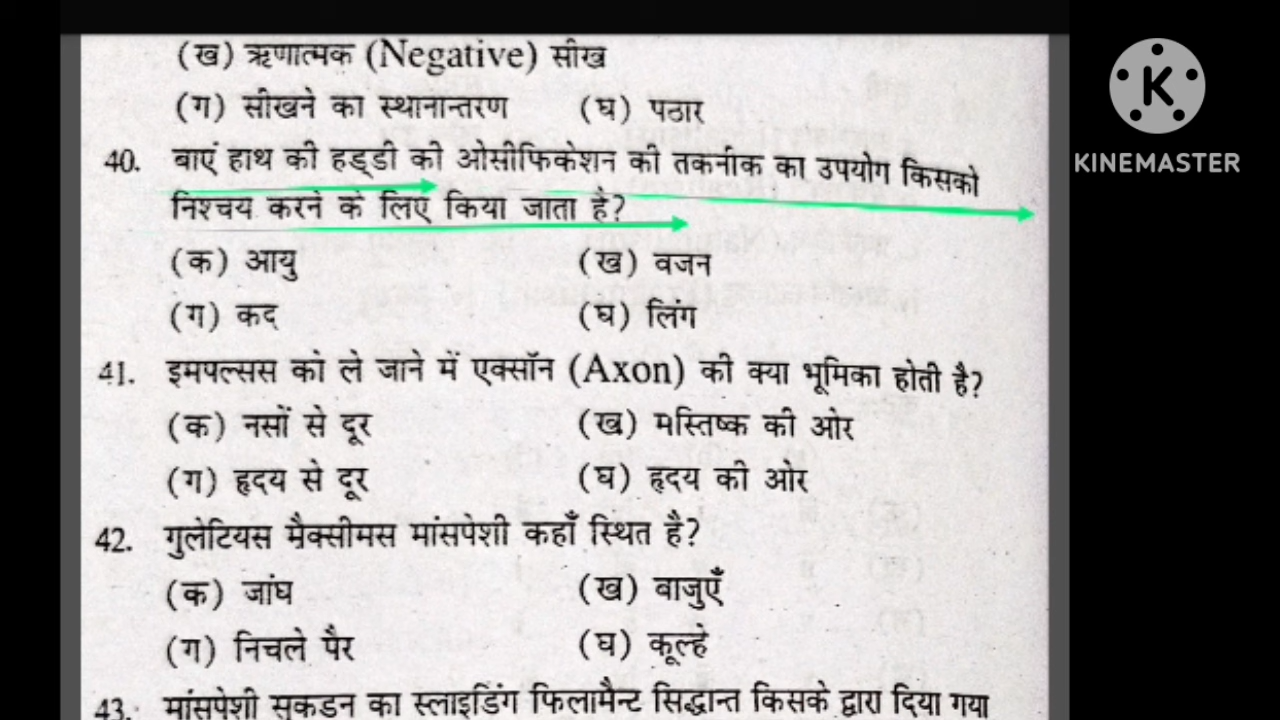 (ख) ऋणात्मक (Negative) सीख
(ग) सीखने का स्थानान्तरण (घ) पठार
40. बाएं हाथ की हड्डी की ओसीफिकेशन की तकनीक का उपयोग किसको
निश्चय करने के लिए किया जाता है?
(क) आयु (ख) वजन
(ग) कद (घ) लिंग
41. इमपल्सस को ले जाने में एक्सॉन (Axon) की क्या भूमिका होती है?
(क) नसों से दूर (ख) मस्तिष्क की ओर
(ग) हृदय से दूर (घ) हृदय की ओर
42. गुलेटियस मैक्सीमस मांसपेशी कहाँ स्थित है?
(क) जांघ (ख) वाजुएँ
(ग) निचले पैर (घ) कूल्हे
43. मांसपेशी सुकडन का स्लाइडिंग फिलामैन्ट सिद्धान्त किसके द्वारा दिया गया
K
KINEMASTER